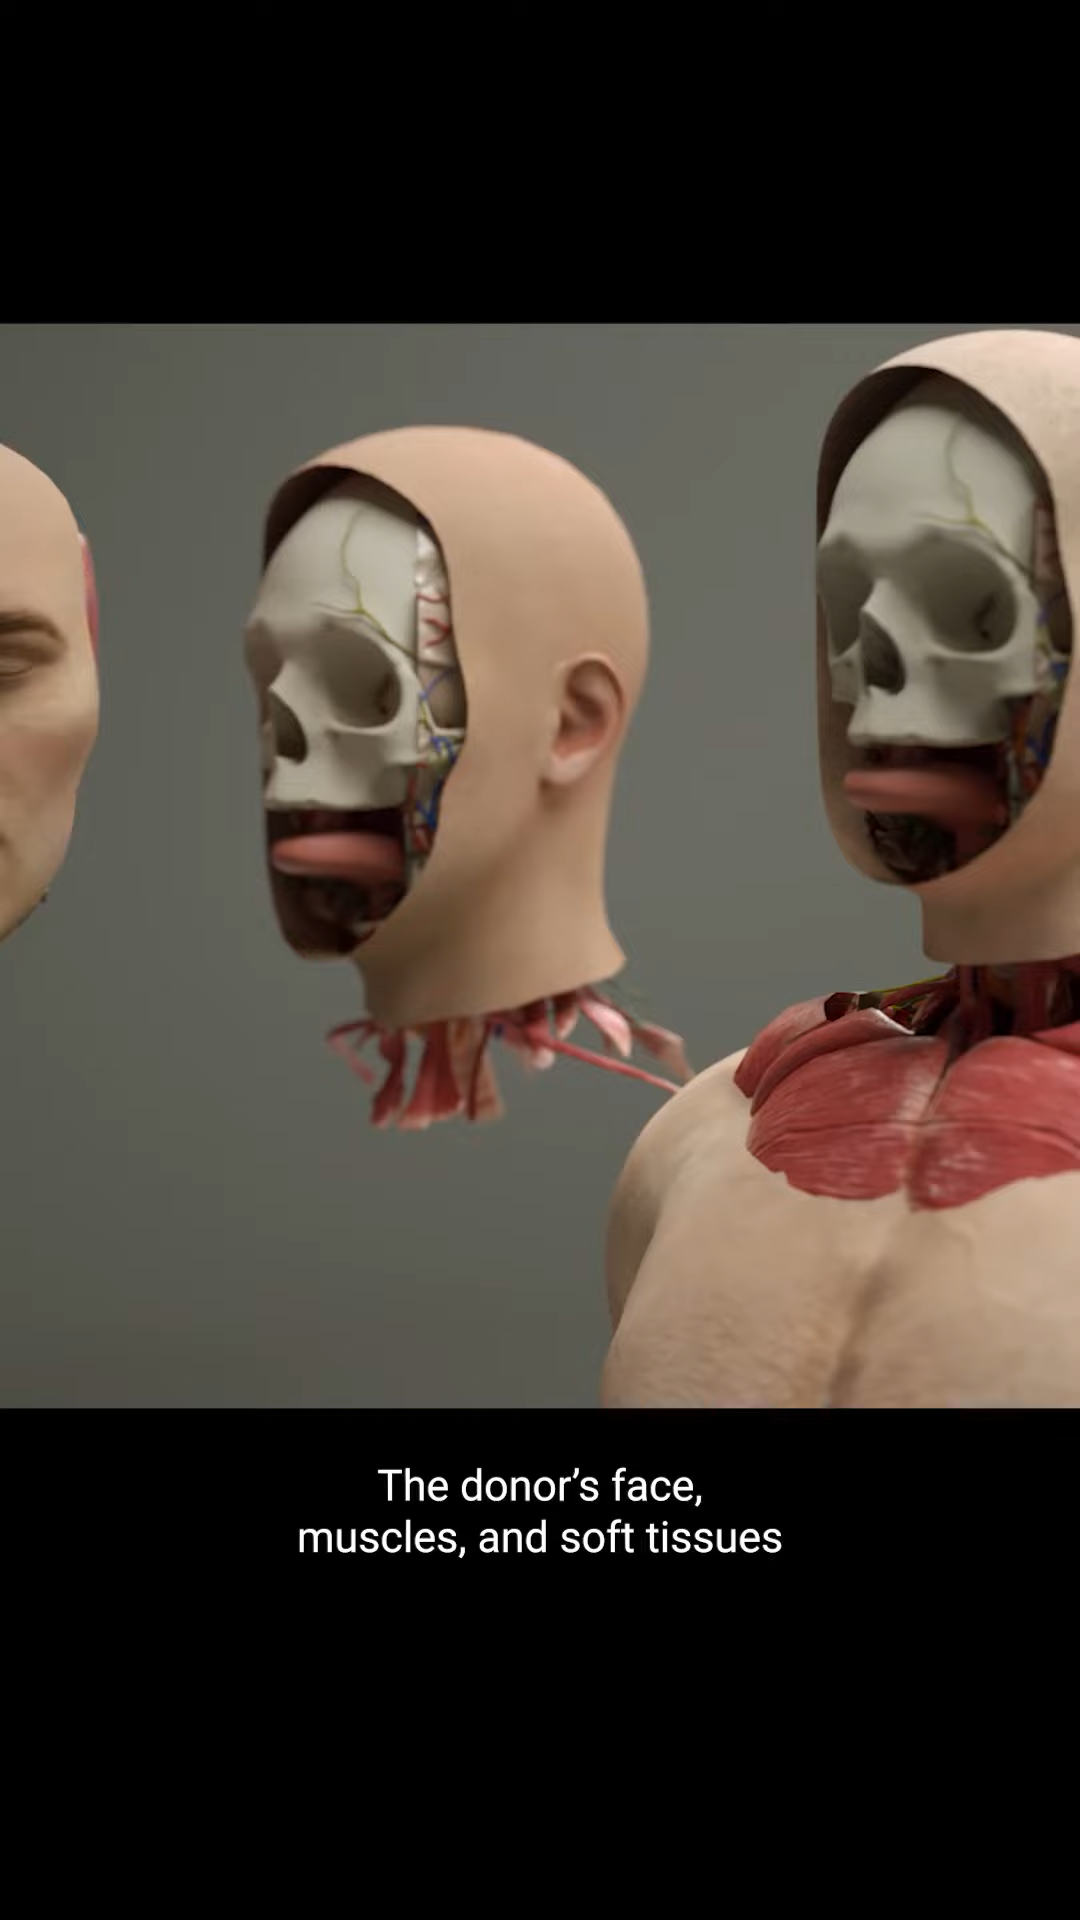 The donor’s face,
muscles, and soft tissues